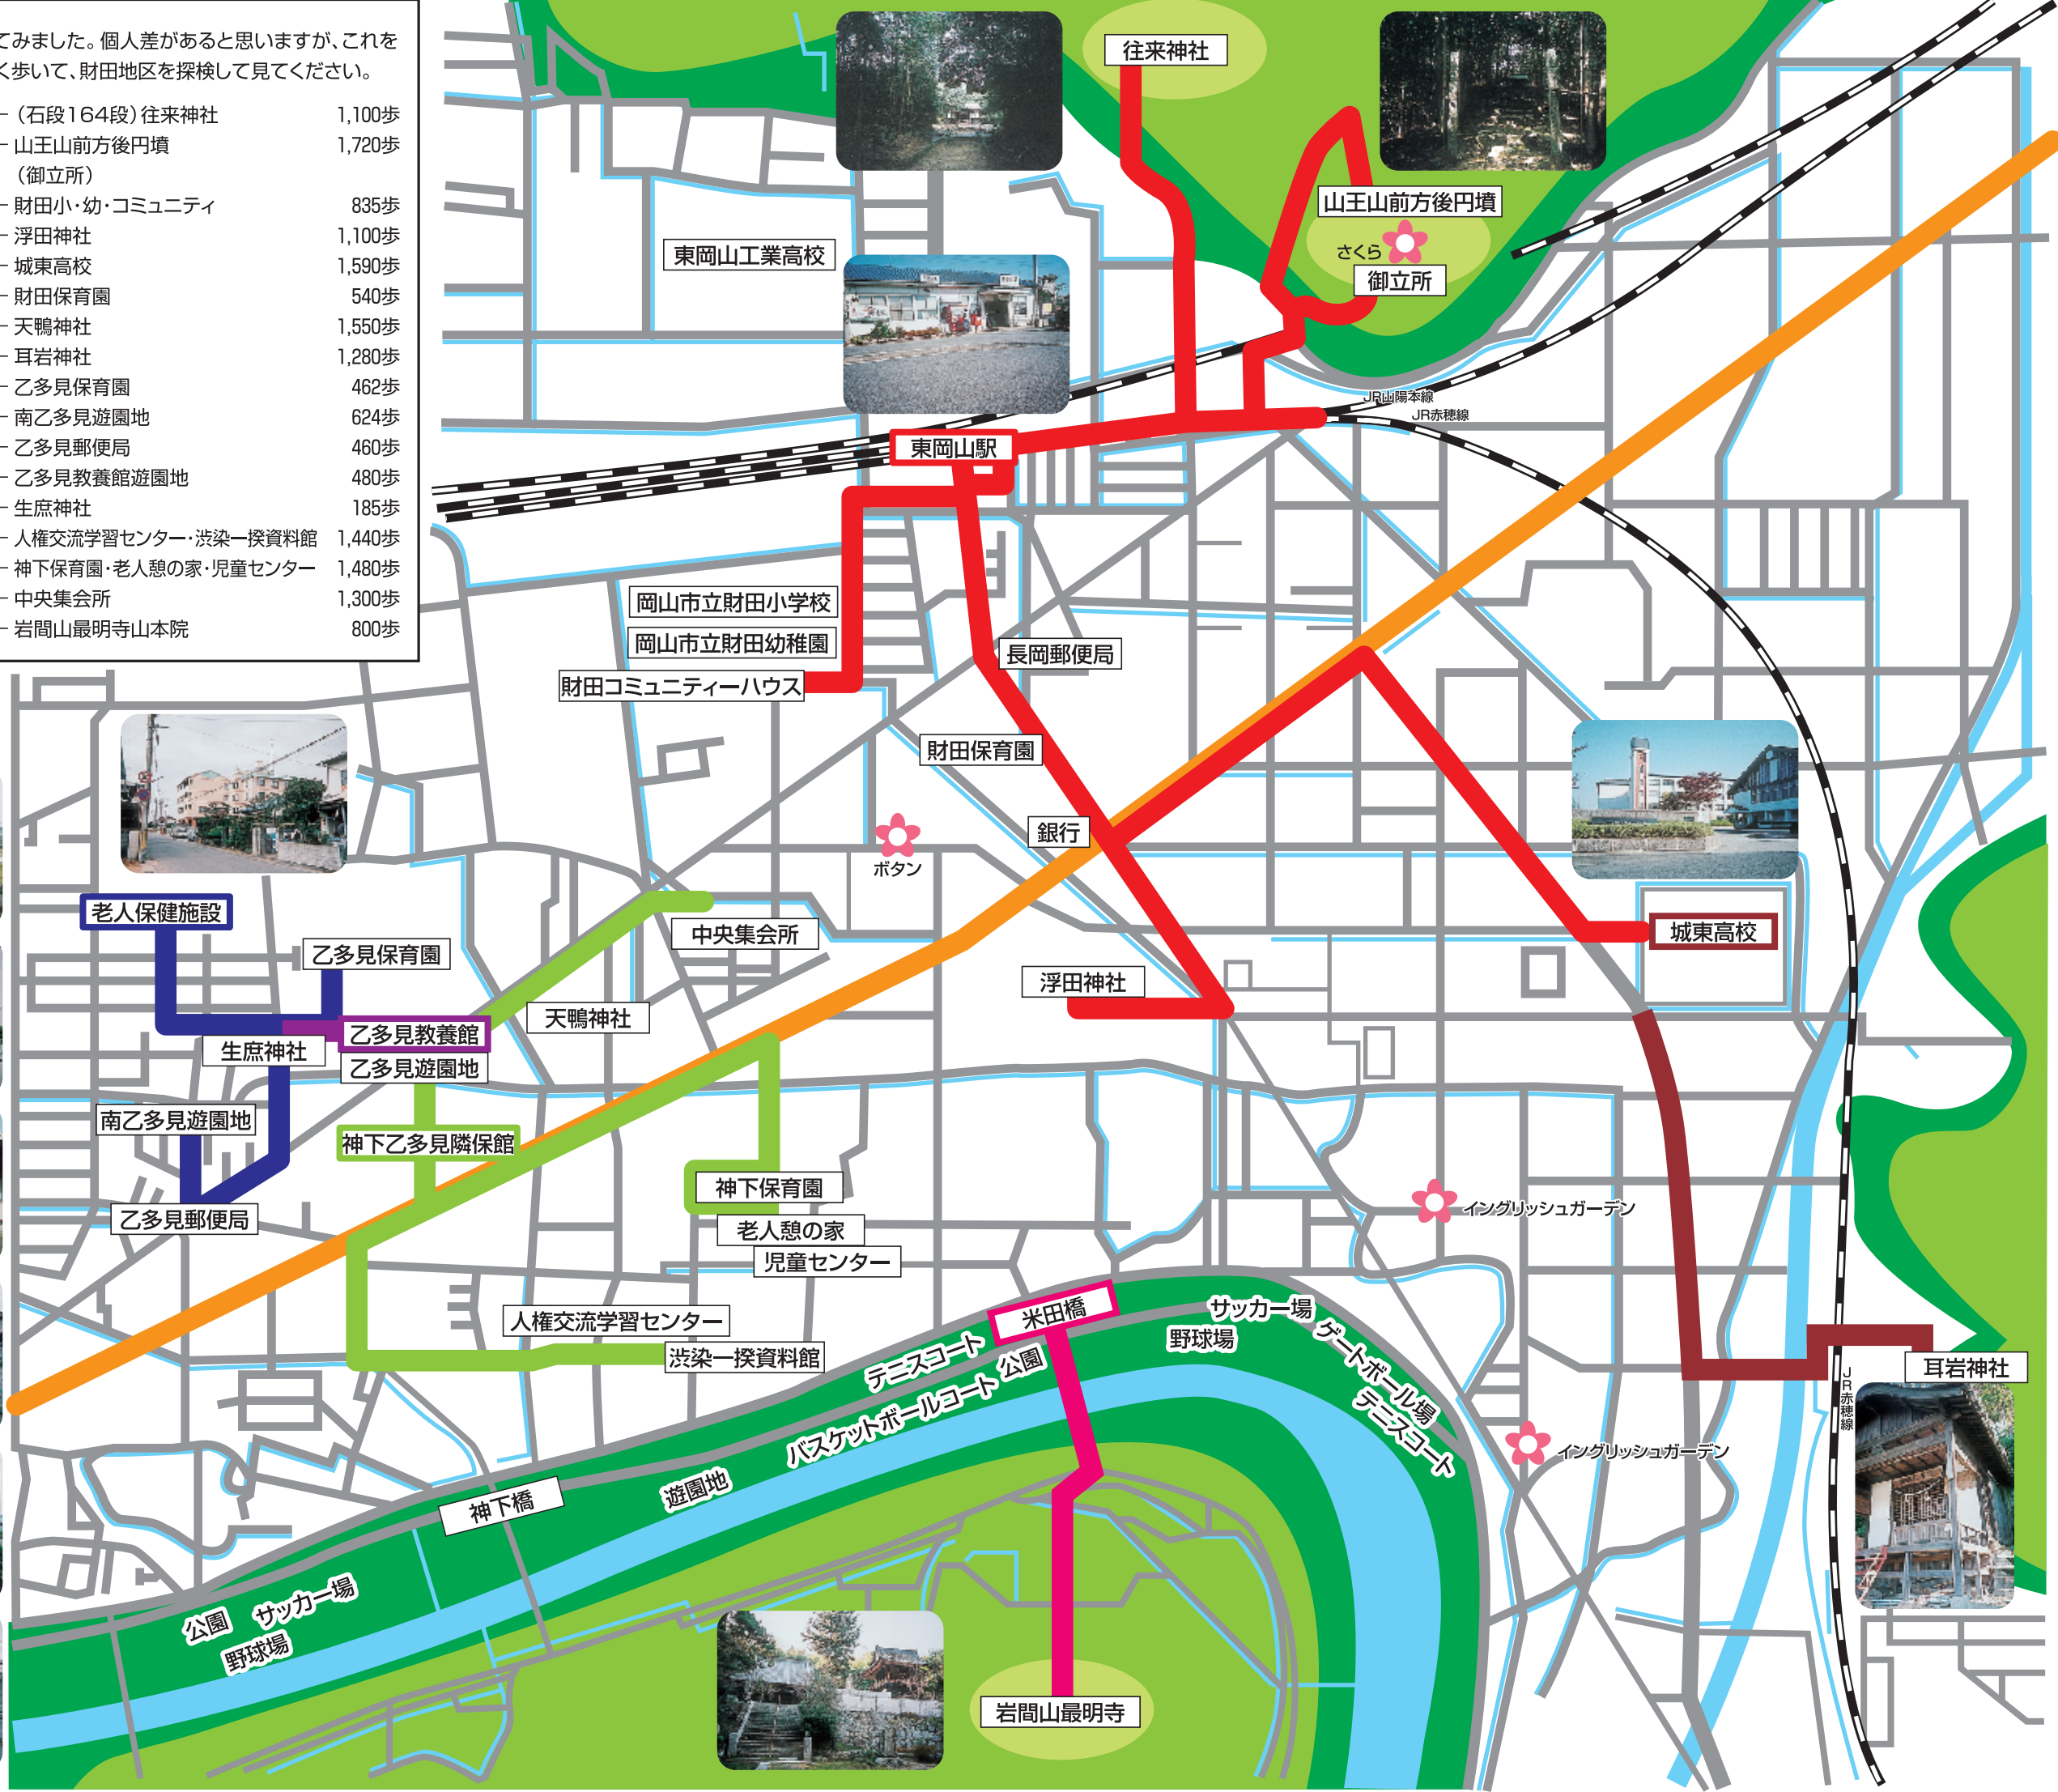 てみました。個人差があると思いますが、これを
く歩いて、財田地区を探検して見てください。
(石段164段)往来神社 1,100歩
山王山前方後円墳 1,720歩
(御立所)
財田小・幼・コミュニティ 835歩
浮田神社 1,100歩
城東高校 1,590歩
財田保育園 540歩
天鴨神社 1,550歩
耳岩神社 1,280歩
乙多見保育園 462歩
南乙多見遊園地 624歩
乙多見郵便局 460歩
乙多見教養館遊園地 480歩
生庶神社 185歩
人権交流学習センター・渋染一揆資料館 1,440歩
神下保育園・老人憩の家・児童センター 1,480歩
中央集会所 1,300歩
岩間山最明寺山本院 800歩
往来神社
山王山前方後円墳
さくら
御立所
東岡山工業高校
JR山陽本線
JR赤穂線
東岡山駅
岡山市立財田小学校
岡山市立財田幼稚園
財田コミュニティーハウス
長岡郵便局
財田保育園
銀行
ボタン
老人保健施設
中央集会所
城東高校
乙多見保育園
浮田神社
天鴨神社
乙多見教養館
生庶神社
乙多見遊園地
南乙多見遊園地
神下乙多見隣保館
神下保育園
乙多見郵便局
老人憩の家
児童センター
イングリッシュガーデン
人権交流学習センター
渋染一揆資料館
米田橋
サッカー場
野球場
ゲートボール場
テニスコート
テニスコート
公園
バスケットボールコート
耳岩神社
JR赤穂線
イングリッシュガーデン
遊園地
神下橋
公園
サッカー場
野球場
岩間山最明寺